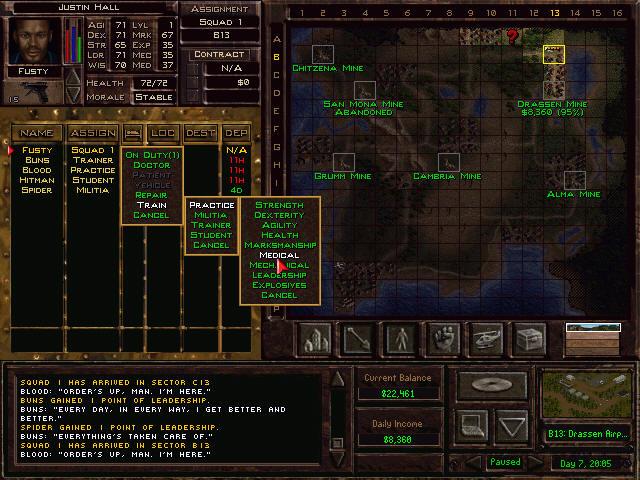 Justin Hall
Assignment
Squad 1
B13
Contract
N/A
$0
AGI 71 LVL 1
DEX 71 MRK 67
STR 65 EXP 35
LDR 71 MEC 35
WIS 70 MED 37
Fusty
15
Health 72/72
Morale Stable
1 2 3 4 5 6 7 8 9 10 11 12 13 14 15 16
A
B
C
D
E
F
G
H
I
P
?
Chitzena Mine
San Mona Mine
Abandoned
Drassen Mine
$8,360 (95%)
Grumm Mine
Cambria Mine
Alma Mine
Name Assign Loc Dest Dep
Fusty Squad 1 N/A
Buns Trainer 11H
Blood Practice 11H
Hitman Student 11H
Spider Militia 4D
On Duty(1)
Doctor
Patient
Vehicle
Repair
Train
Cancel
Practice
Militia
Trainer
Student
Cancel
Strength
Dexterity
Agility
Health
Marksmanship
Medical
Mechanical
Leadership
Explosives
Cancel
Squad 1 has arrived in sector C13
Blood: "Order's up, man. I'm here."
Buns gained 1 point of leadership.
Buns: "Every day, in every way, I get better and
better."
Spider gained 1 point of leadership.
Buns: "Everything's taken care of."
Squad 1 has arrived in sector B13
Blood: "Order's up, man. I'm here."
Current Balance
$22,461
Daily Income
$8,360
B13: Drassen Airp...
Paused
Day 7, 20:05